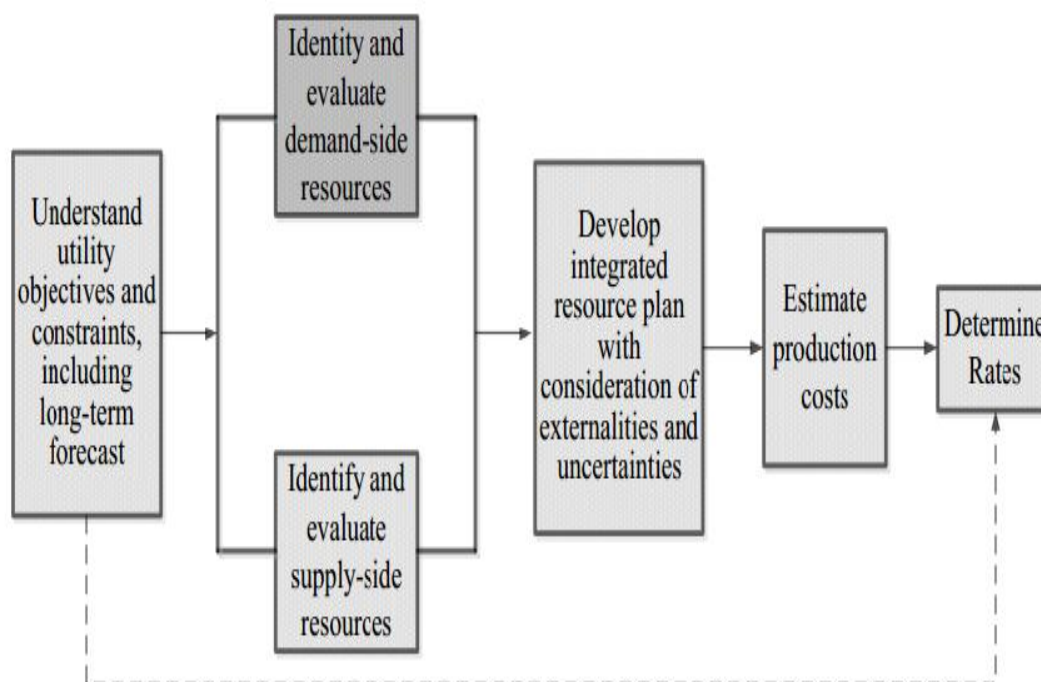 Understand
utility
objectives and
constraints,
including
long-term
forecast
Identity and
evaluate
demand-side
resources
Identify and
evaluate
supply-side
resources
Develop
integrated
resource plan
with
consideration of
externalities and
uncertainties
Estimate
production
costs
Determine
Rates